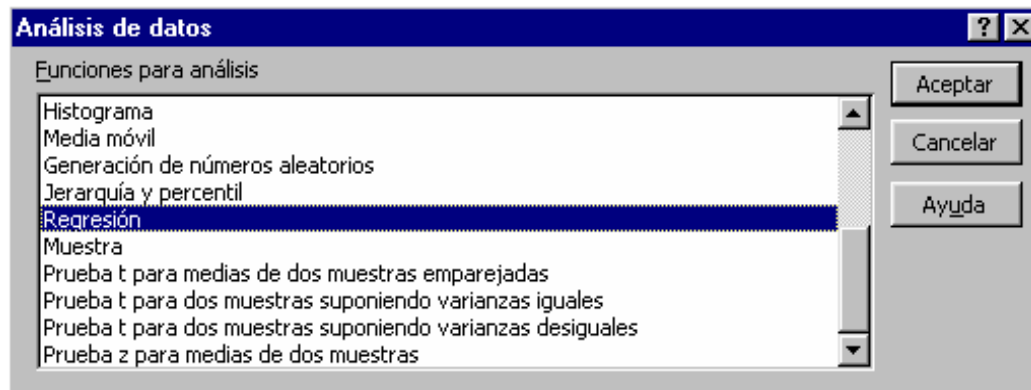 Análisis de datos
Funciones para análisis
Histograma
Media móvil
Generación de números aleatorios
Jerarquía y percentil
Regresión
Muestra
Prueba t para medias de dos muestras emparejadas
Prueba t para dos muestras suponiendo varianzas iguales
Prueba t para dos muestras suponiendo varianzas desiguales
Prueba z para medias de dos muestras
Aceptar
Cancelar
Ayuda